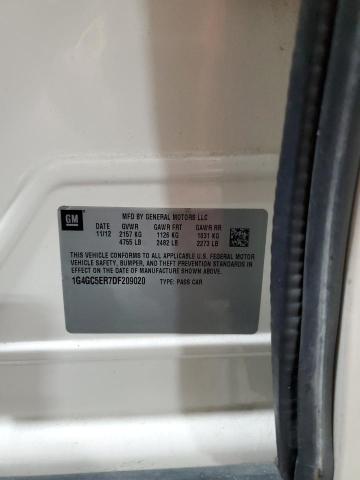 GM
MFD BY GENERAL MOTORS LLC
11/12 GVWR GAWR FRT GAWR RR
2157 KG 1126 KG 1031 KG
4755 LB 2482 LB 2273 LB
THIS VEHICLE CONFORMS TO ALL APPLICABLE U.S. FEDERAL MOTOR
VEHICLE SAFETY, BUMPER, AND THEFT PREVENTION STANDARDS IN
EFFECT ON THE DATE OF MANUFACTURE SHOWN ABOVE.
1G4GC5ER7DF209020 TYPE: PASS CAR